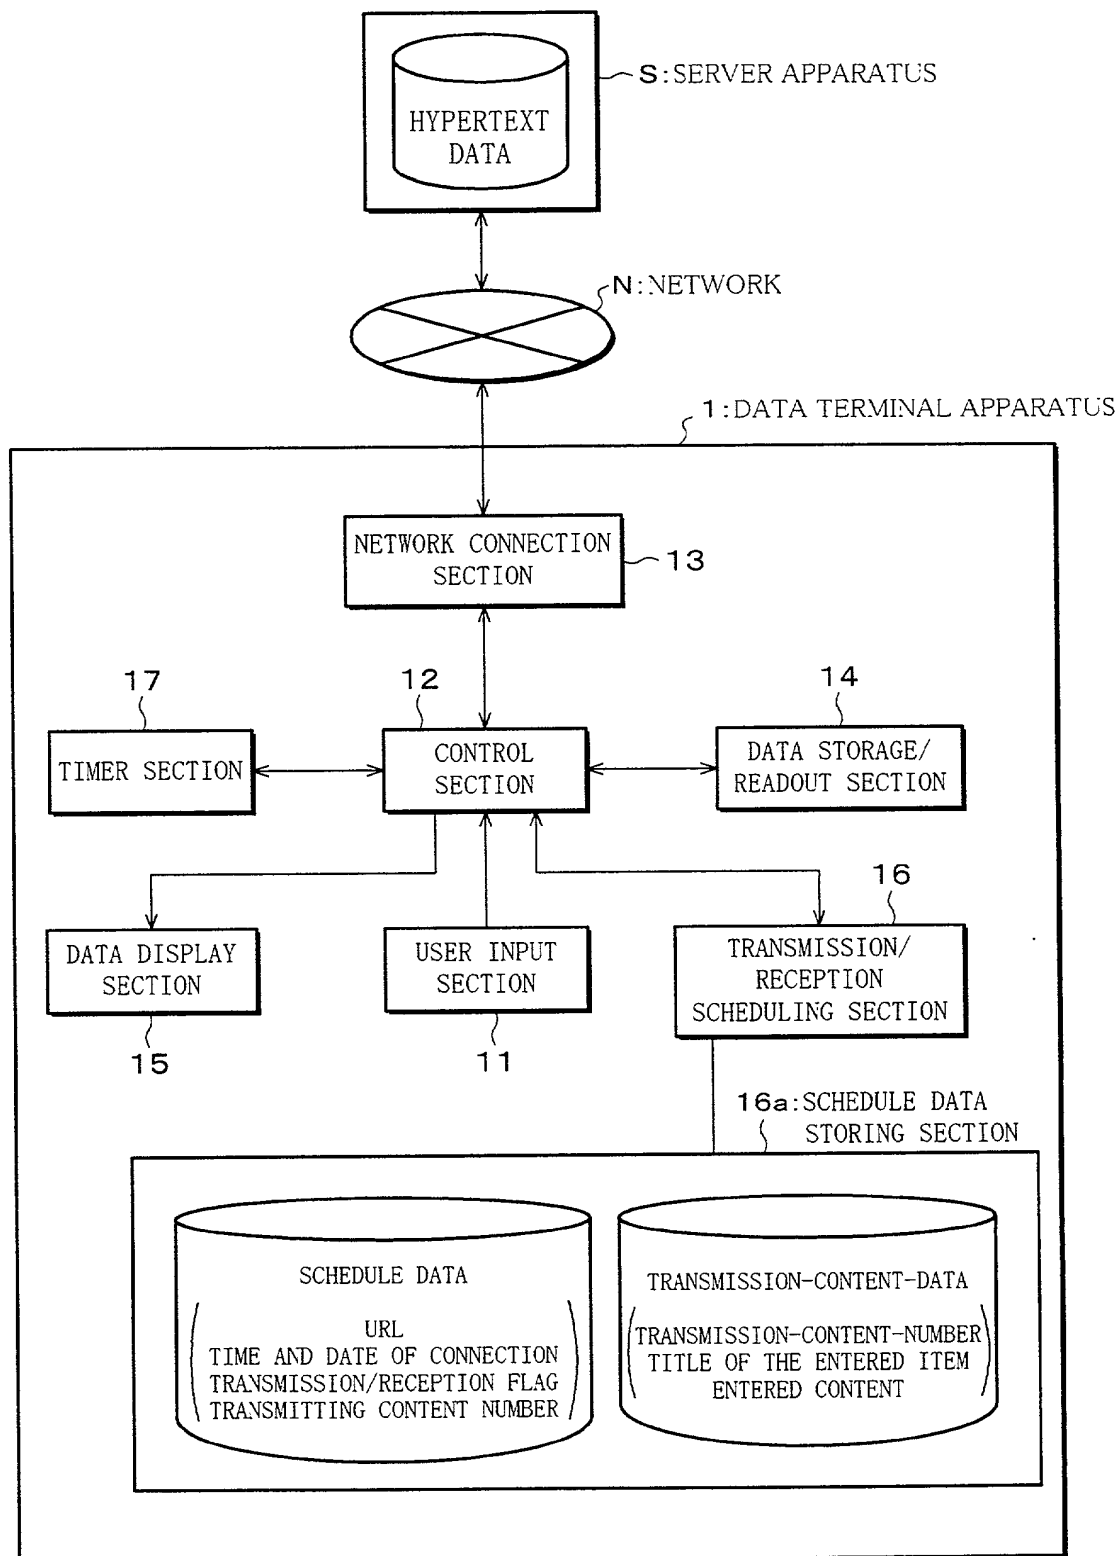 S:SERVER APPARATUS
HYPERTEXT
DATA
N:NETWORK
1:DATA TERMINAL APPARATUS
NETWORK CONNECTION
SECTION
13
17
12
14
TIMER SECTION
CONTROL
SECTION
DATA STORAGE/
READOUT SECTION
16
DATA DISPLAY
SECTION
USER INPUT
SECTION
TRANSMISSION/
RECEPTION
SCHEDULING SECTION
15
11
16a:SCHEDULE DATA
STORING SECTION
SCHEDULE DATA
URL
TIME AND DATE OF CONNECTION
TRANSMISSION/RECEPTION FLAG
TRANSMITTING CONTENT NUMBER
TRANSMISSION-CONTENT-DATA
TRANSMISSION-CONTENT-NUMBER
TITLE OF THE ENTERED ITEM
ENTERED CONTENT